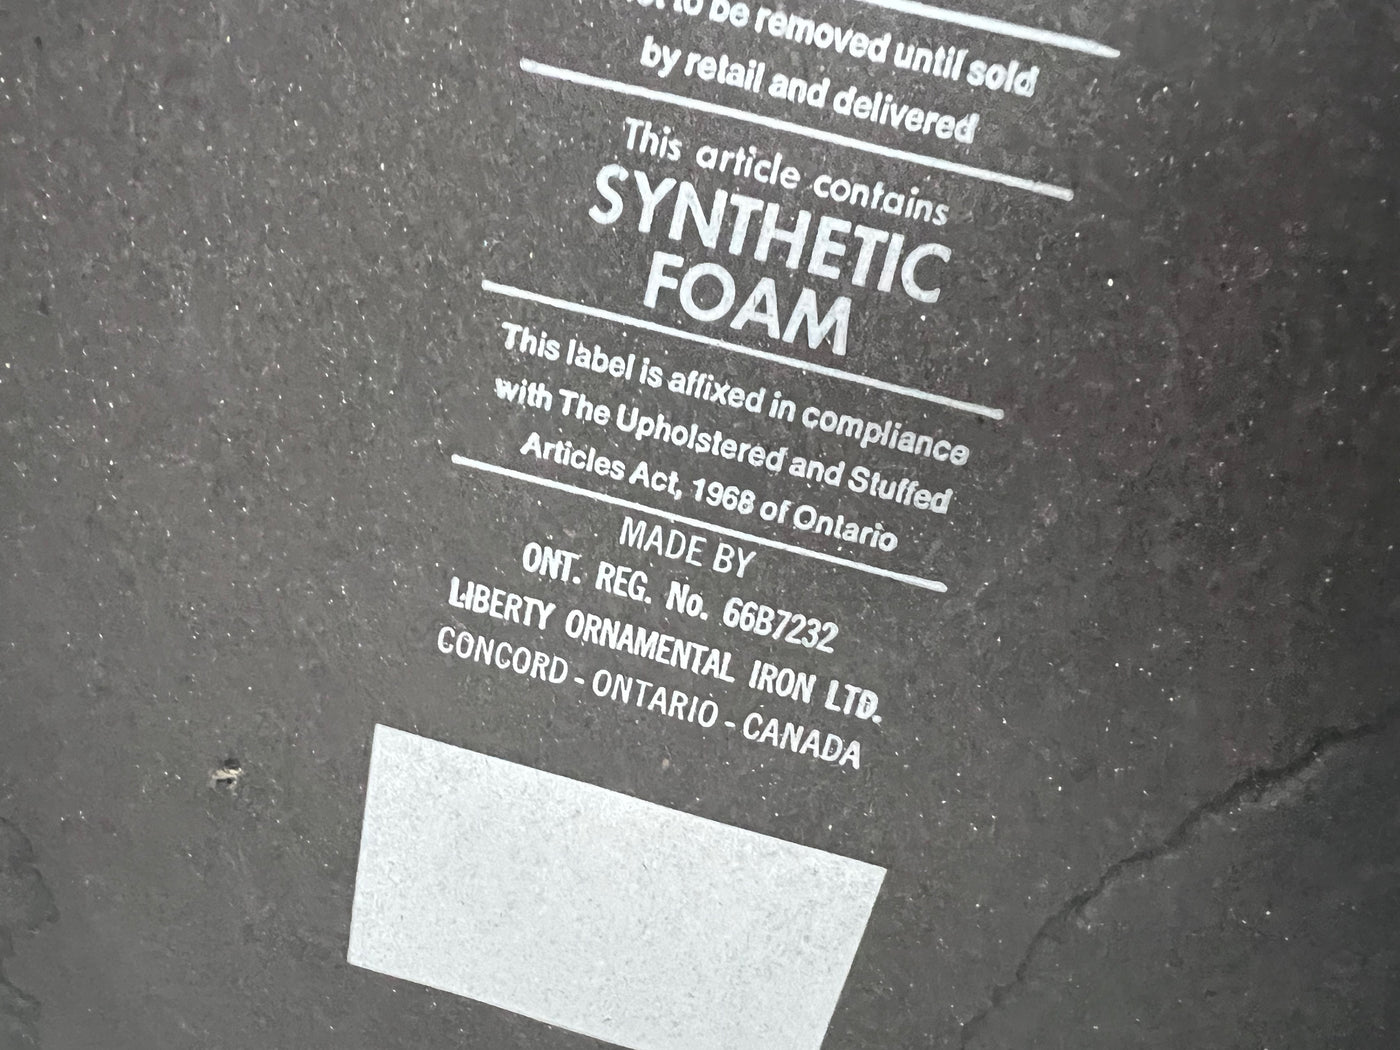 to be removed until sold
by retail and delivered
This article contains
SYNTHETIC
FOAM
This label is affixed in compliance
with The Upholstered and Stuffed
Articles Act, 1968 of Ontario
MADE BY
ONT. REG. No. 66B7232
LIBERTY ORNAMENTAL IRON LTD.
CONCORD - ONTARIO - CANADA